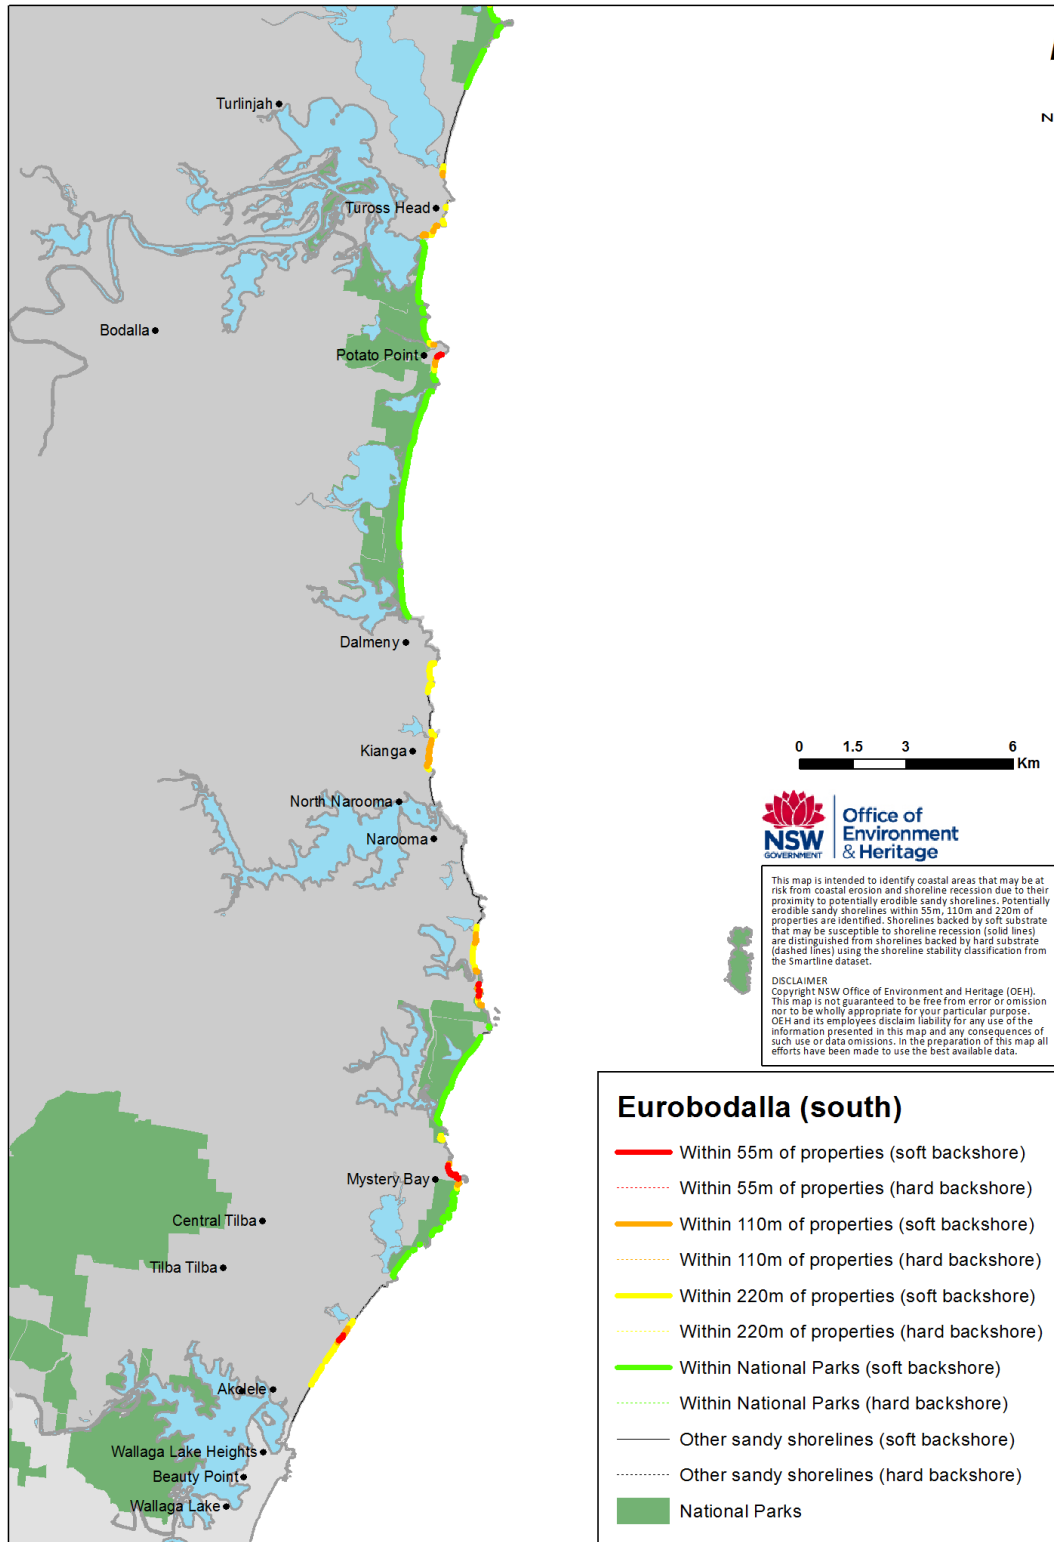 Turlinjah
Tuross Head
Bodalla
Potato Point
Dalmeny
Kianga
North Narooma
Narooma
Mystery Bay
Central Tilba
Tilba Tilba
Akolele
Wallaga Lake Heights
Beauty Point
Wallaga Lake
N
0 1.5 3 6
Km
NSW
GOVERNMENT
Office of
Environment
& Heritage
This map is intended to identify coastal areas that may be at
risk from coastal erosion and shoreline recession due to their
proximity to potentially erodible sandy shorelines. Potentially
erodible sandy shorelines within 55m, 110m and 220m of
properties are identified. Shorelines backed by soft substrate
that may be susceptible to shoreline recession (solid lines)
are distinguished from shorelines backed by hard substrate
(dashed lines) using the shoreline stability classification from
the Smartline dataset.
DISCLAIMER
Copyright NSW Office of Environment and Heritage (OEH).
This map is not guaranteed to be free from error or omission
nor to be wholly appropriate for your particular purpose.
OEH and its employees disclaim liability for any use of the
information presented in this map and any consequences of
such use or data omissions. In the preparation of this map all
efforts have been made to use the best available data.
Eurobodalla (south)
Within 55m of properties (soft backshore)
Within 55m of properties (hard backshore)
Within 110m of properties (soft backshore)
Within 110m of properties (hard backshore)
Within 220m of properties (soft backshore)
Within 220m of properties (hard backshore)
Within National Parks (soft backshore)
Within National Parks (hard backshore)
Other sandy shorelines (soft backshore)
Other sandy shorelines (hard backshore)
National Parks